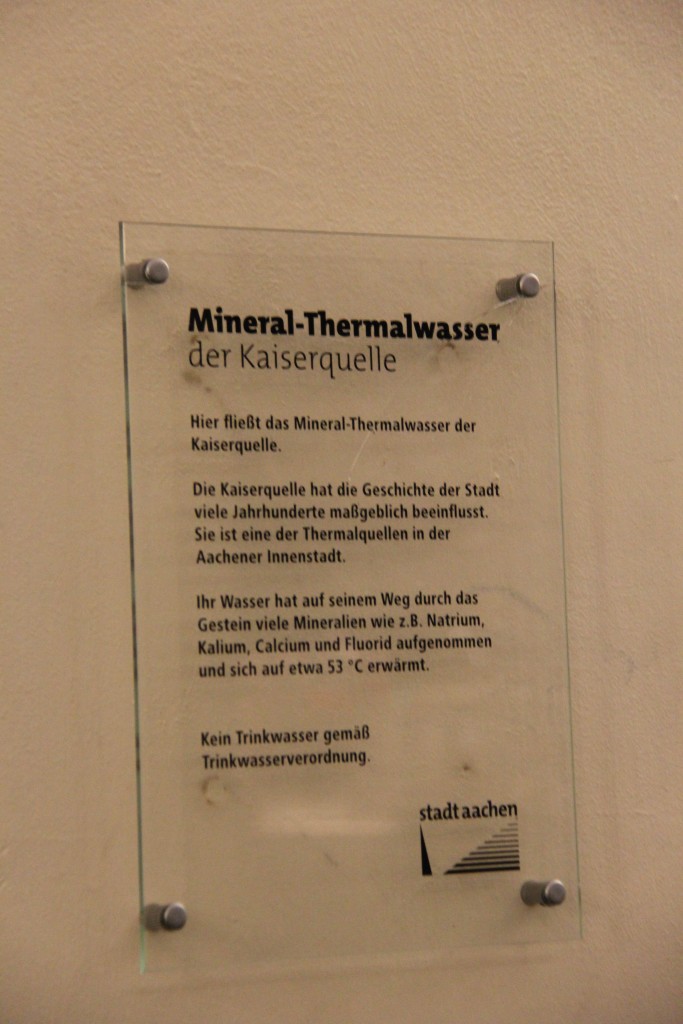 Mineral-Thermalwasser
der Kaiserquelle
Hier fließt das Mineral-Thermalwasser der
Kaiserquelle.
Die Kaiserquelle hat die Geschichte der Stadt
viele Jahrhunderte maßgeblich beeinflusst.
Sie ist eine der Thermalquellen in der
Aachener Innenstadt.
Ihr Wasser hat auf seinem Weg durch das
Gestein viele Mineralien wie z.B. Natrium,
Kalium, Calcium und Fluorid aufgenommen
und sich auf etwa 53 °C erwärmt.
Kein Trinkwasser gemäß
Trinkwasserverordnung.
stadt aachen